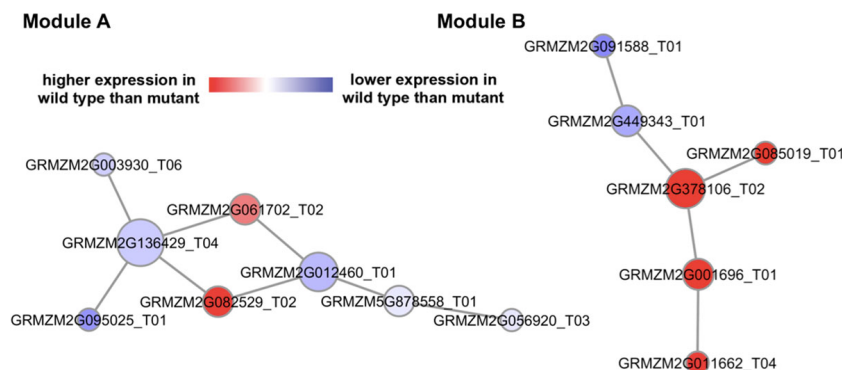 Module A
Module B
GRMZM2G091588_T01
higher expression in
wild type than mutant
lower expression in
wild type than mutant
GRMZM2G449343_T01
GRMZM2G085019_T01
GRMZM2G003930_T06
GRMZM2G378106_T02
GRMZM2G061702_T02
GRMZM2G136429_T04
GRMZM2G012460_T01
GRMZM2G001696_T01
GRMZM2G082529_T02
GRMZM5G878558_T01
GRMZM2G095025_T01
GRMZM2G056920_T03
GRMZM2G011662_T04